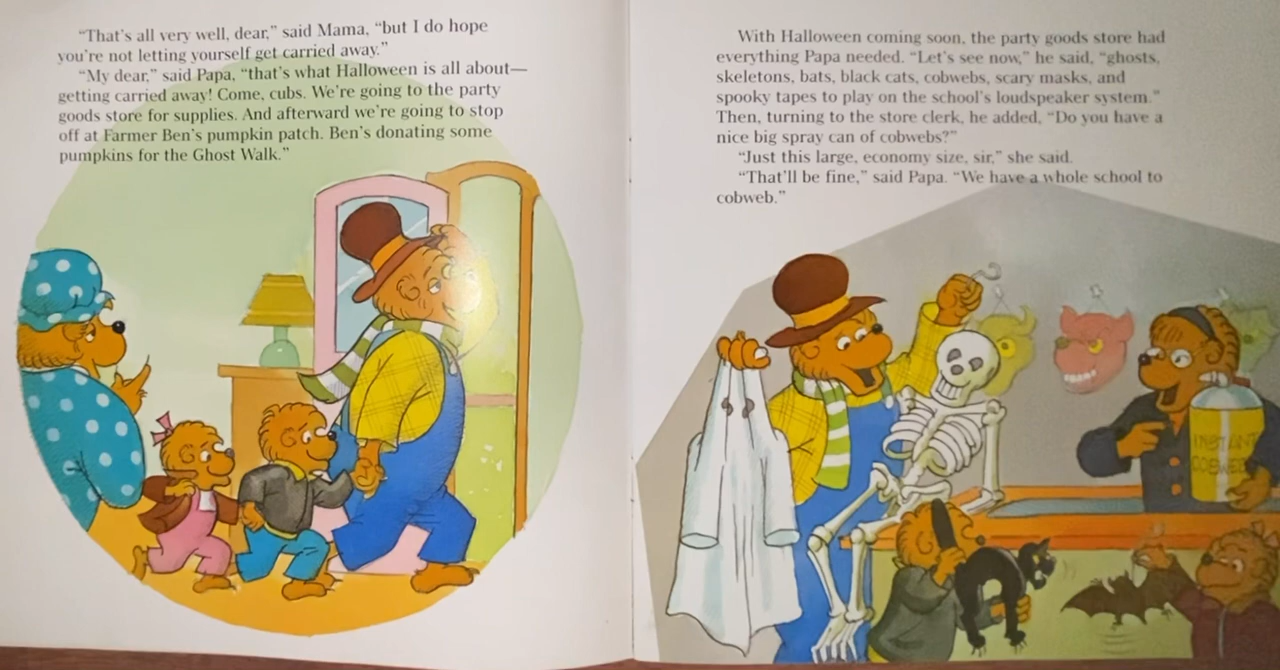 “That’s all very well, dear,” said Mama, “but I do hope
you’re not letting yourself get carried away.”
“My dear,” said Papa, “that’s what Halloween is all about—
getting carried away! Come, cubs. We’re going to the party
goods store for supplies. And afterward we’re going to stop
off at Farmer Ben’s pumpkin patch. Ben’s donating some
pumpkins for the Ghost Walk.”
With Halloween coming soon, the party goods store had
everything Papa needed. “Let’s see now,” he said, “ghosts,
skeletons, bats, black cats, cobwebs, scary masks, and
spooky tapes to play on the school’s loudspeaker system.”
Then, turning to the store clerk, he added, “Do you have a
nice big spray can of cobwebs?”
“Just this large, economy size, sir,” she said.
“That’ll be fine,” said Papa. “We have a whole school to
cobweb.”
INSTANT
COBWEB